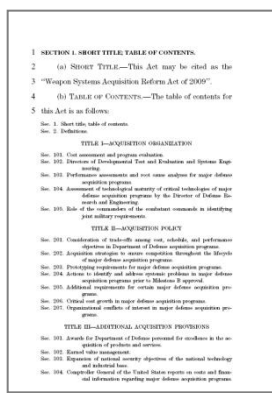 1 SECTION 1. SHORT TITLE; TABLE OF CONTENTS.
2 (a) SHORT TITLE.—This Act may be cited as the
3 "Weapon Systems Acquisition Reform Act of 2009".
4 (b) TABLE OF CONTENTS.—The table of contents for
5 this Act is as follows:
Sec. 1. Short title; table of contents.
Sec. 2. Definitions.
TITLE I—ACQUISITION ORGANIZATION
Sec. 101. Cost assessment and program evaluation.
Sec. 102. Directors of Developmental Test and Evaluation and Systems Engi-
neering.
Sec. 103. Performance assessments and root cause analyses for major defense
acquisition programs.
Sec. 104. Assessment of technological maturity of critical technologies of major
defense acquisition programs by the Director of Defense Re-
search and Engineering.
Sec. 105. Role of the commanders of the combatant commands in identifying
joint military requirements.
TITLE II—ACQUISITION POLICY
Sec. 201. Consideration of trade-offs among cost, schedule, and performance
objectives in Department of Defense acquisition programs.
Sec. 202. Acquisition strategies to ensure competition throughout the lifecycle
of major defense acquisition programs.
Sec. 203. Prototyping requirements for major defense acquisition programs.
Sec. 204. Actions to identify and address systemic problems in major defense
acquisition programs prior to Milestone B approval.
Sec. 205. Additional requirements for certain major defense acquisition pro-
grams.
Sec. 206. Critical cost growth in major defense acquisition programs.
Sec. 207. Organizational conflicts of interest in major defense acquisition pro-
grams.
TITLE III—ADDITIONAL ACQUISITION PROVISIONS
Sec. 301. Awards for Department of Defense personnel for excellence in the ac-
quisition of products and services.
Sec. 302. Earned value management.
Sec. 303. Expansion of national security objectives of the national technology
and industrial base.
Sec. 304. Comptroller General of the United States reports on costs and finan-
cial information regarding major defense acquisition programs.